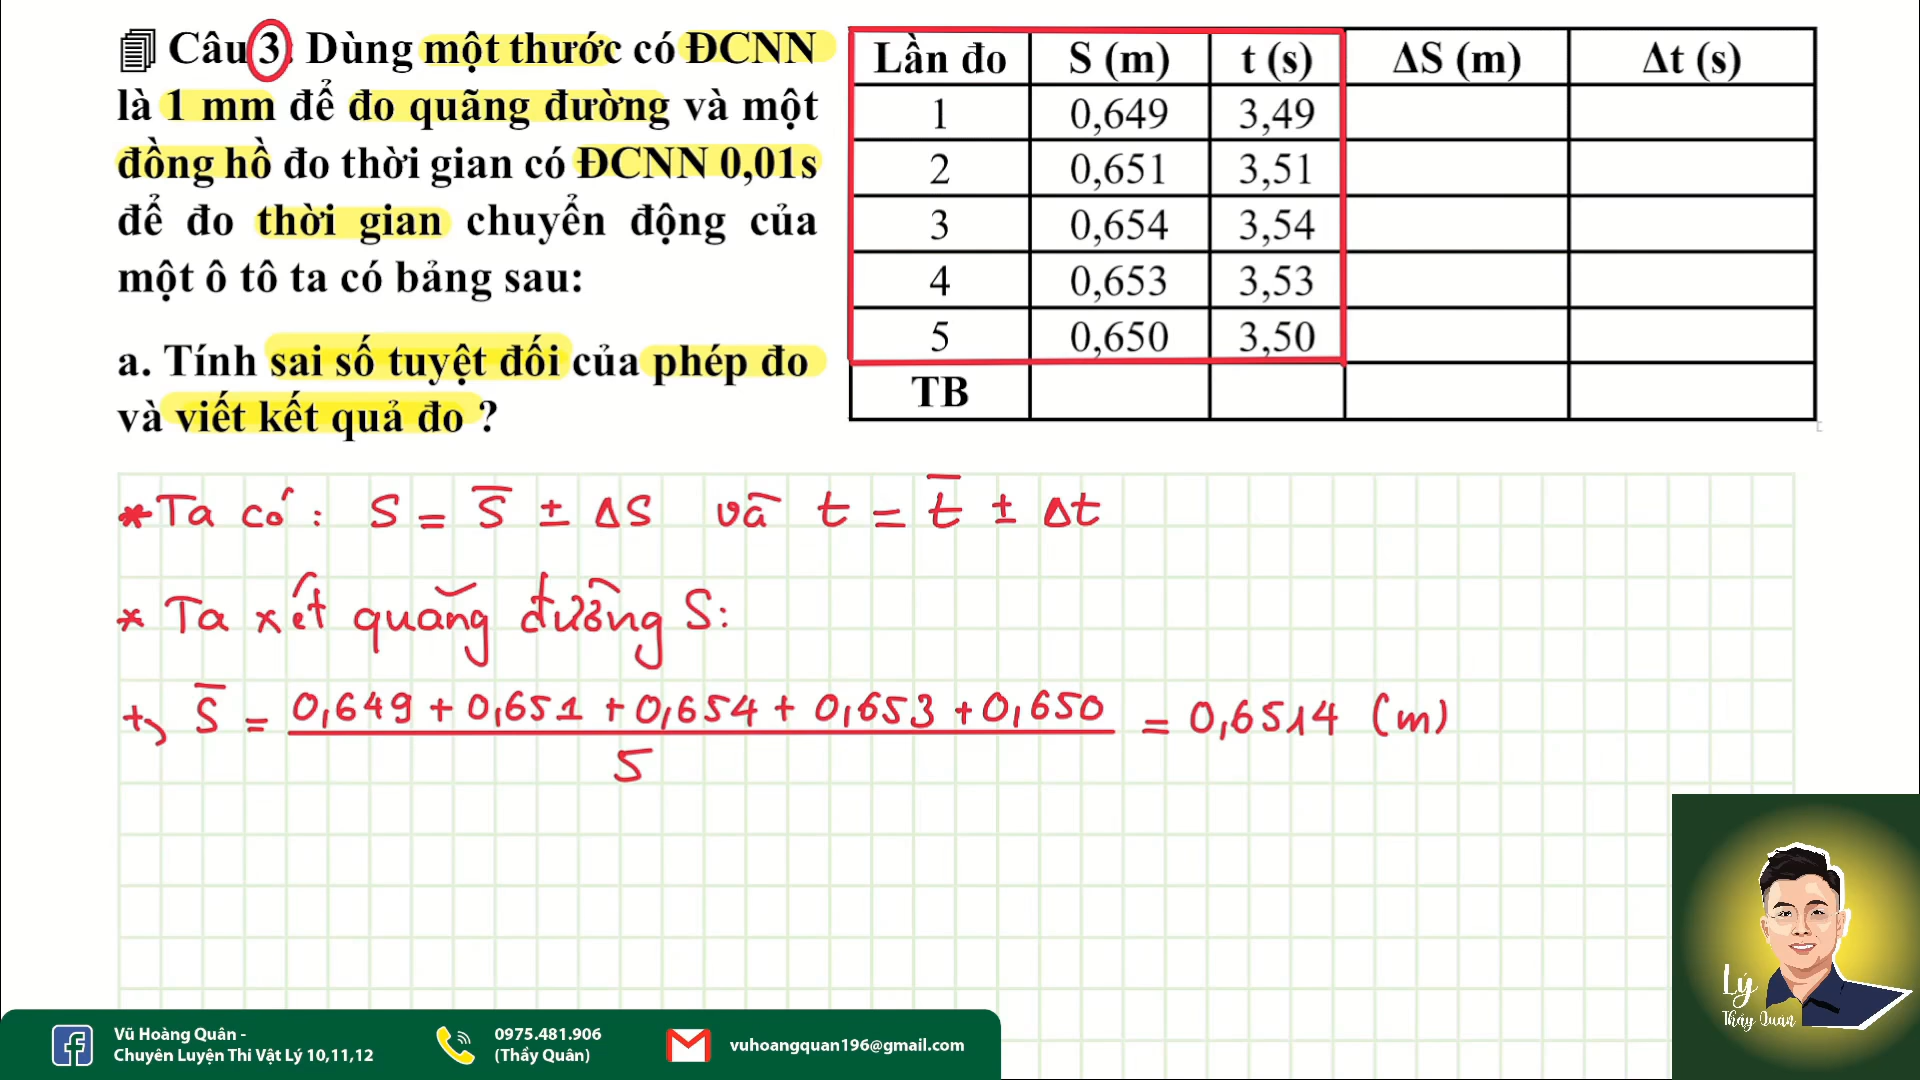 Câu 3. Dùng một thước có ĐCNN
là 1 mm để đo quãng đường và một
đồng hồ đo thời gian có ĐCNN 0,01s
để đo thời gian chuyển động của
một ô tô ta có bảng sau:
a. Tính sai số tuyệt đối của phép đo
và viết kết quả đo ?
Lần đo S (m) t (s) ΔS (m) Δt (s)
1 0,649 3,49
2 0,651 3,51
3 0,654 3,54
4 0,653 3,53
5 0,650 3,50
TB
* Ta có: S = S̅ ± ΔS và t = t̅ ± Δt
* Ta xét quãng đường S:
+, S̅ = (0,649 + 0,651 + 0,654 + 0,653 + 0,650) / 5 = 0,6514 (m)
Lý
Thầy Quân
Vũ Hoàng Quân -
Chuyên Luyện Thi Vật Lý 10,11,12
0975.481.906
(Thầy Quân)
vuhoangquan196@gmail.com